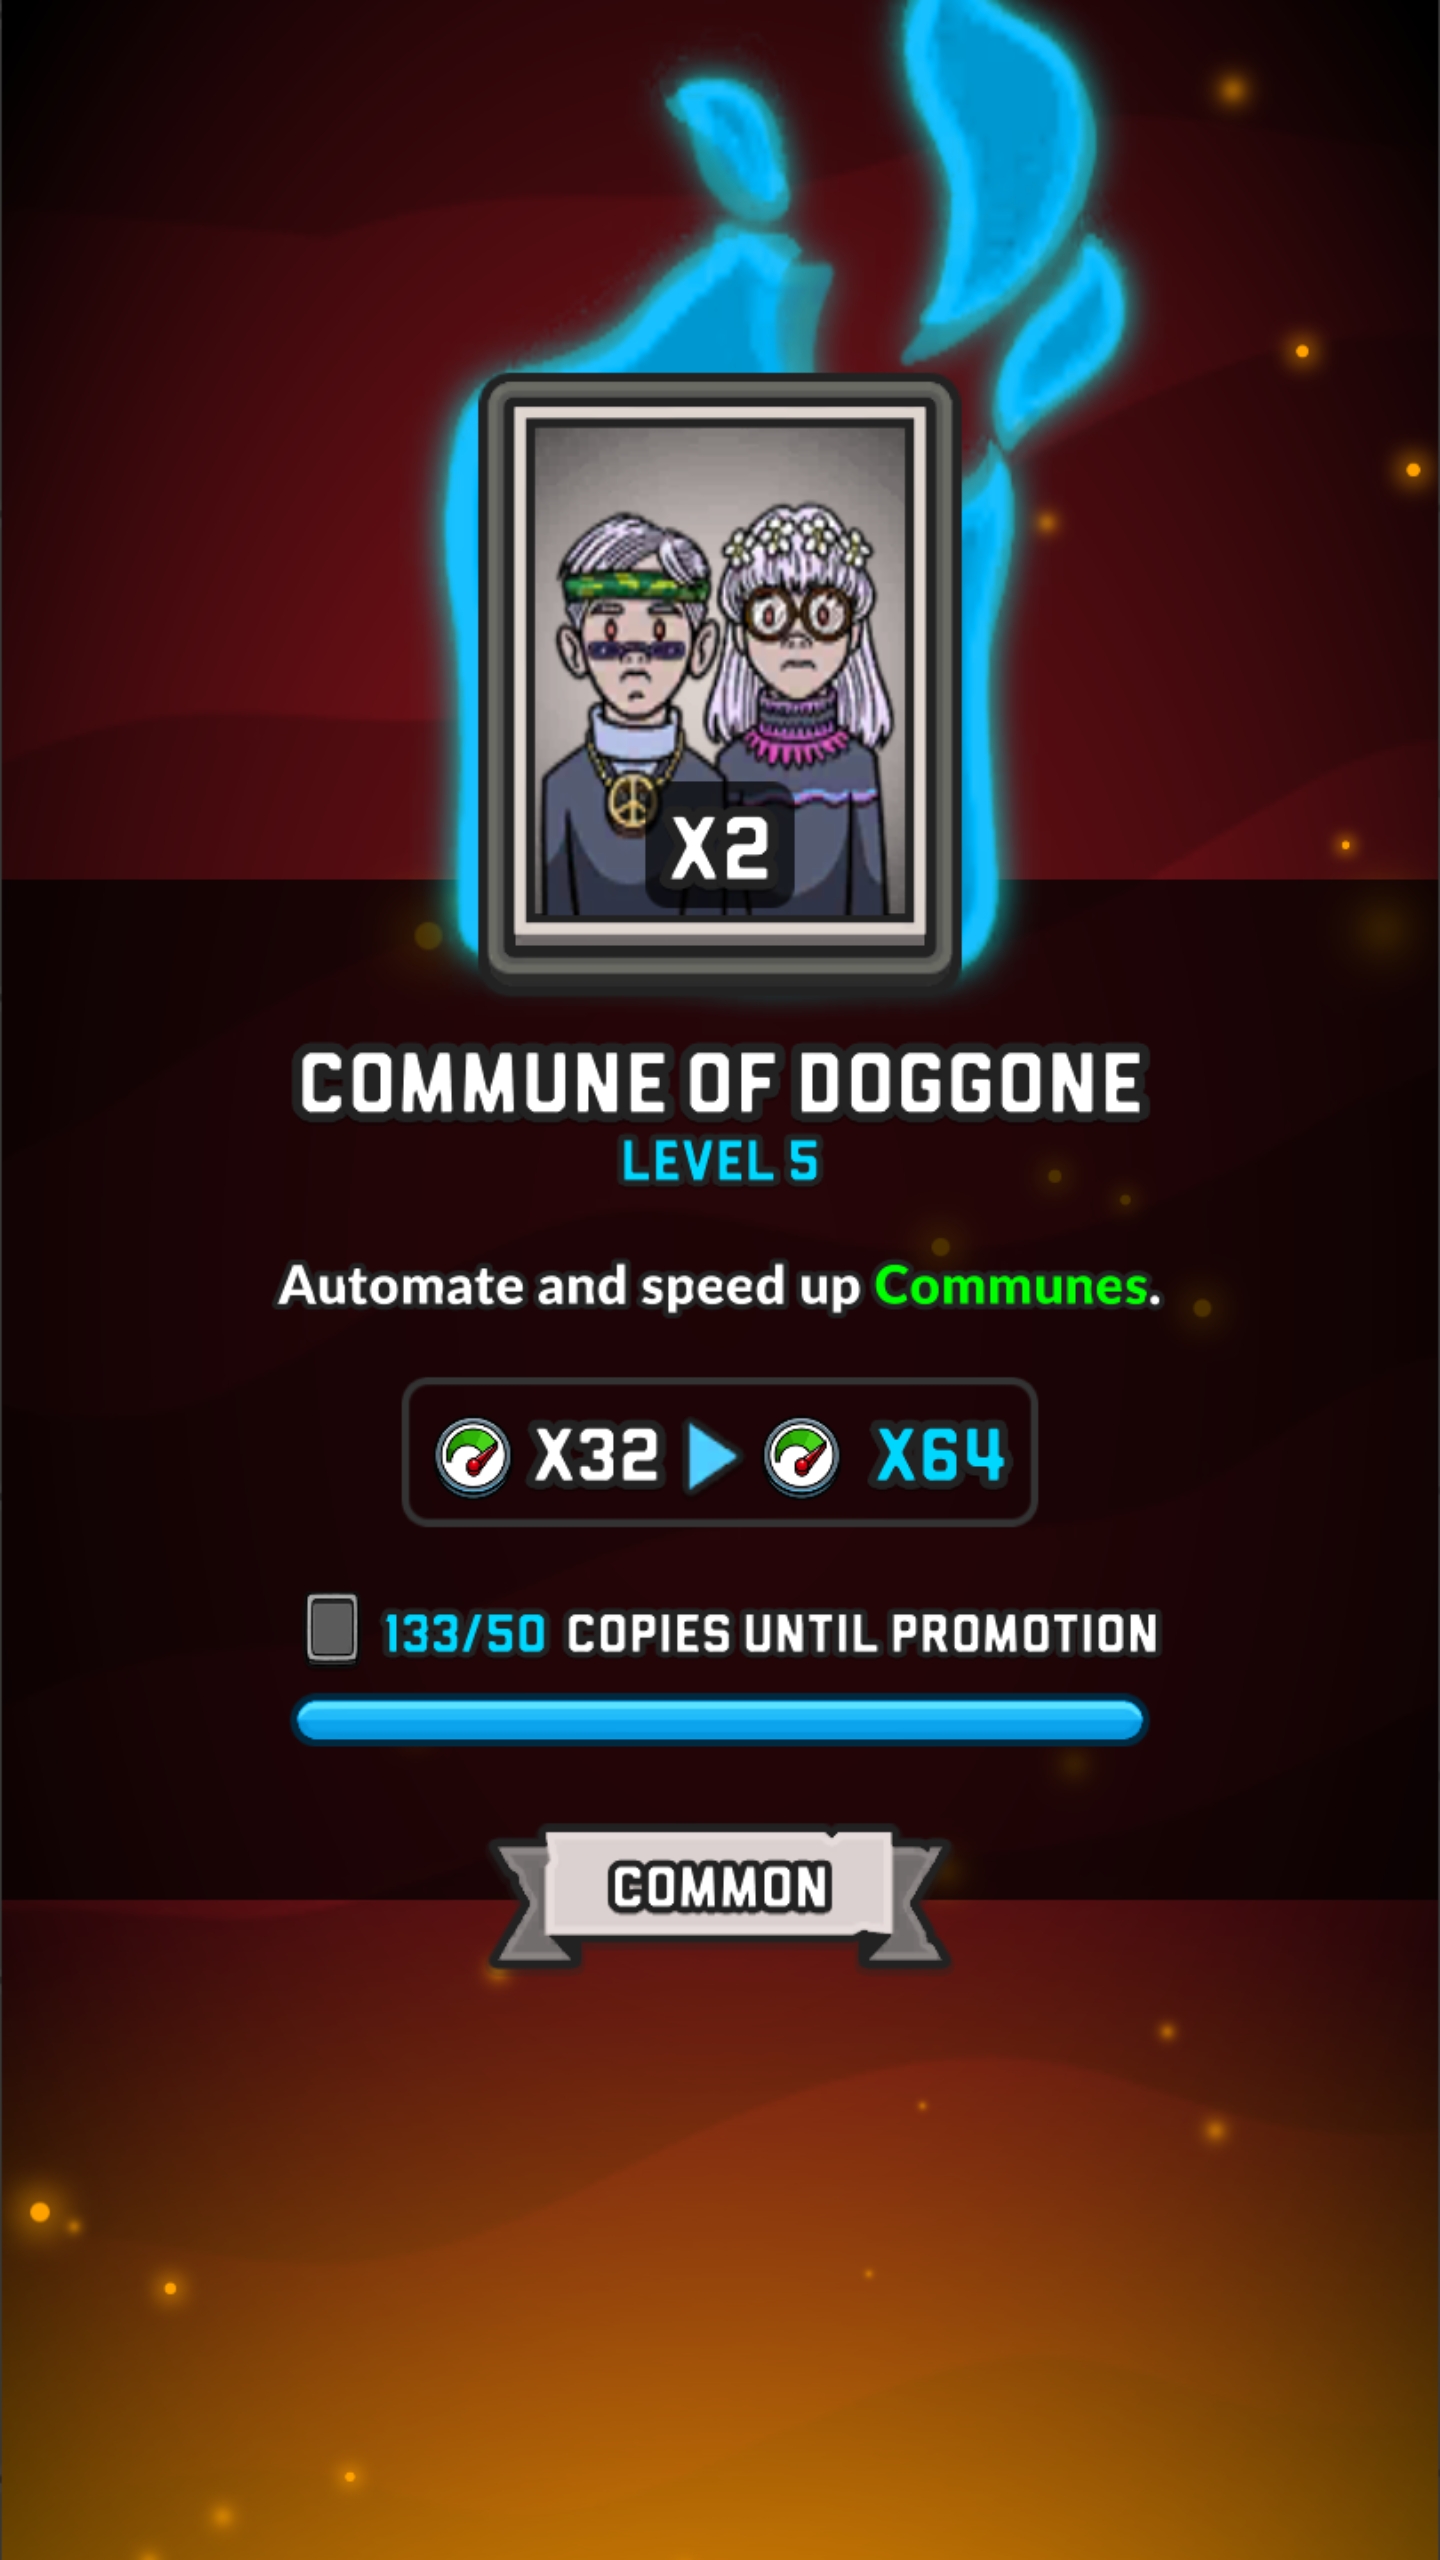 X2
COMMUNE OF DOGGONE
LEVEL 5
Automate and speed up Communes.
X32 X64
133/50 COPIES UNTIL PROMOTION
COMMON